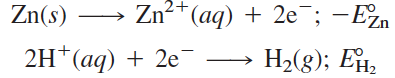 Zn(s) ⟶ Zn²⁺(aq) + 2e⁻; −E°Zn
2H⁺(aq) + 2e⁻ ⟶ H₂(g); E°H₂